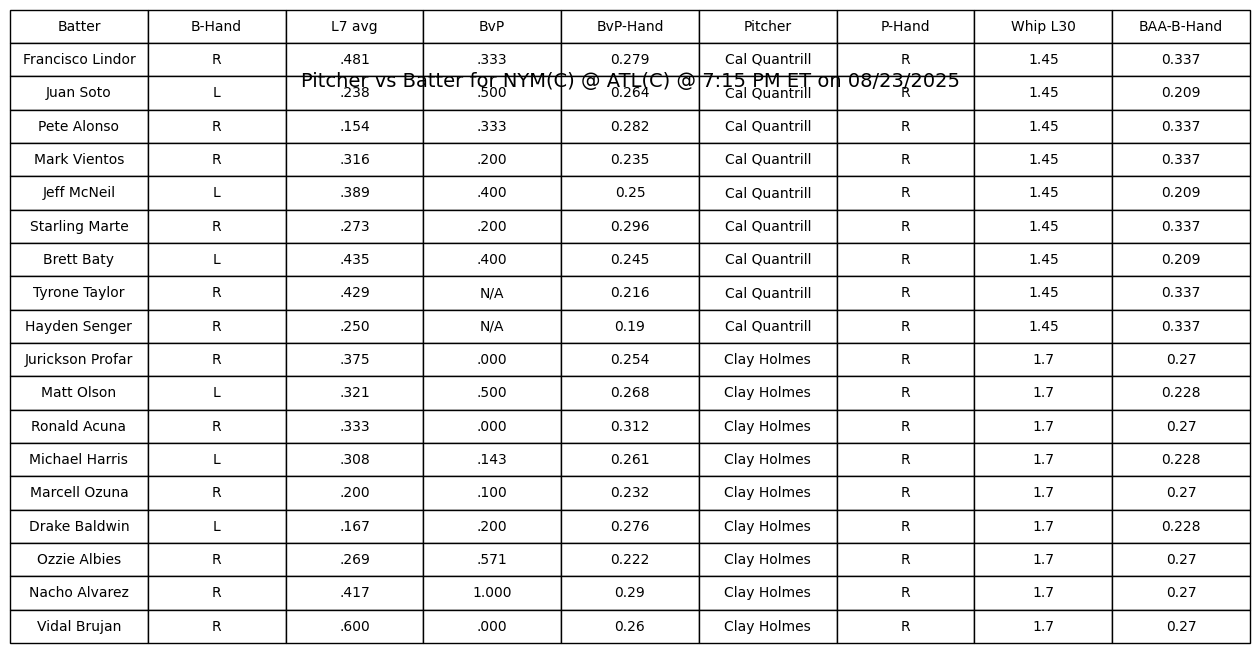 Batter B-Hand L7 avg BvP BvP-Hand Pitcher P-Hand Whip L30 BAA-B-Hand
Francisco Lindor R .481 .333 0.279 Cal Quantrill R 1.45 0.337
Pitcher vs Batter for NYM(C) @ ATL(C) @ 7:15 PM ET on 08/23/2025
Juan Soto L .238 .500 0.264 Cal Quantrill R 1.45 0.209
Pete Alonso R .154 .333 0.282 Cal Quantrill R 1.45 0.337
Mark Vientos R .316 .200 0.235 Cal Quantrill R 1.45 0.337
Jeff McNeil L .389 .400 0.25 Cal Quantrill R 1.45 0.209
Starling Marte R .273 .200 0.296 Cal Quantrill R 1.45 0.337
Brett Baty L .435 .400 0.245 Cal Quantrill R 1.45 0.209
Tyrone Taylor R .429 N/A 0.216 Cal Quantrill R 1.45 0.337
Hayden Senger R .250 N/A 0.19 Cal Quantrill R 1.45 0.337
Jurickson Profar R .375 .000 0.254 Clay Holmes R 1.7 0.27
Matt Olson L .321 .500 0.268 Clay Holmes R 1.7 0.228
Ronald Acuna R .333 .000 0.312 Clay Holmes R 1.7 0.27
Michael Harris L .308 .143 0.261 Clay Holmes R 1.7 0.228
Marcell Ozuna R .200 .100 0.232 Clay Holmes R 1.7 0.27
Drake Baldwin L .167 .200 0.276 Clay Holmes R 1.7 0.228
Ozzie Albies R .269 .571 0.222 Clay Holmes R 1.7 0.27
Nacho Alvarez R .417 1.000 0.29 Clay Holmes R 1.7 0.27
Vidal Brujan R .600 .000 0.26 Clay Holmes R 1.7 0.27